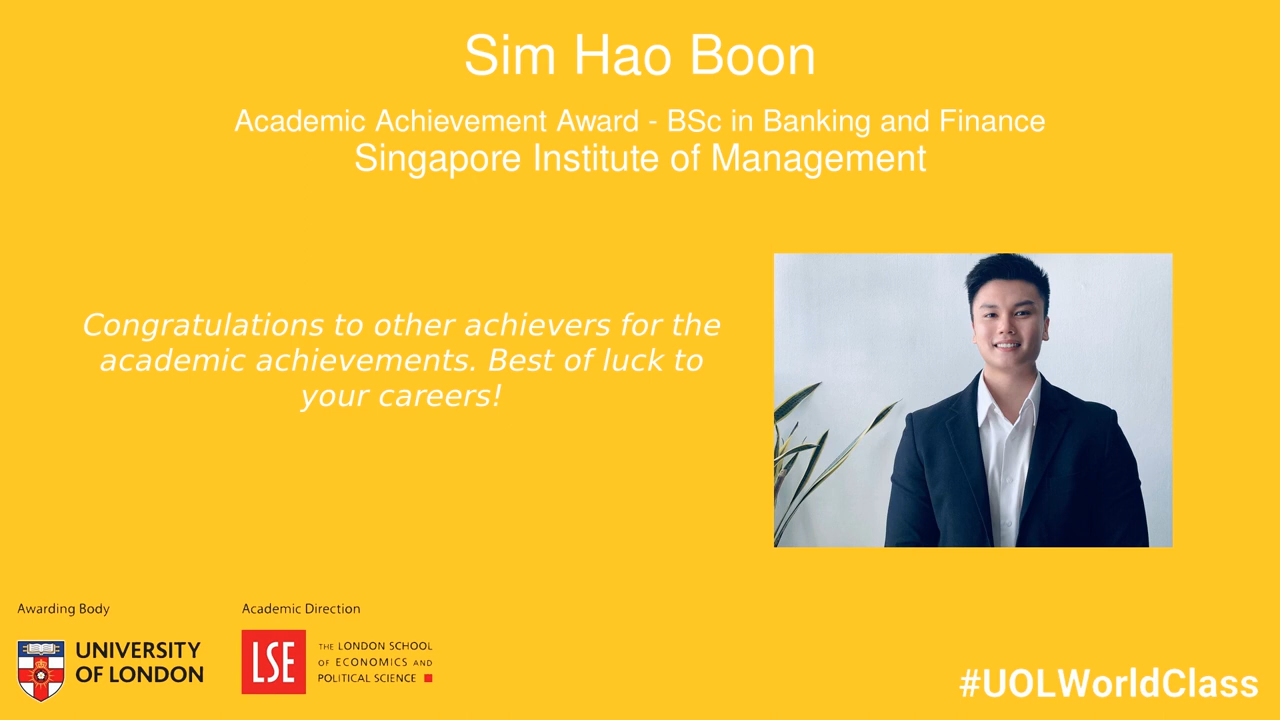 Sim Hao Boon
Academic Achievement Award - BSc in Banking and Finance
Singapore Institute of Management
Congratulations to other achievers for the
academic achievements. Best of luck to
your careers!
Awarding Body
UNIVERSITY
OF LONDON
Academic Direction
LSE
THE LONDON SCHOOL
OF ECONOMICS AND
POLITICAL SCIENCE
#UOLWorldClass